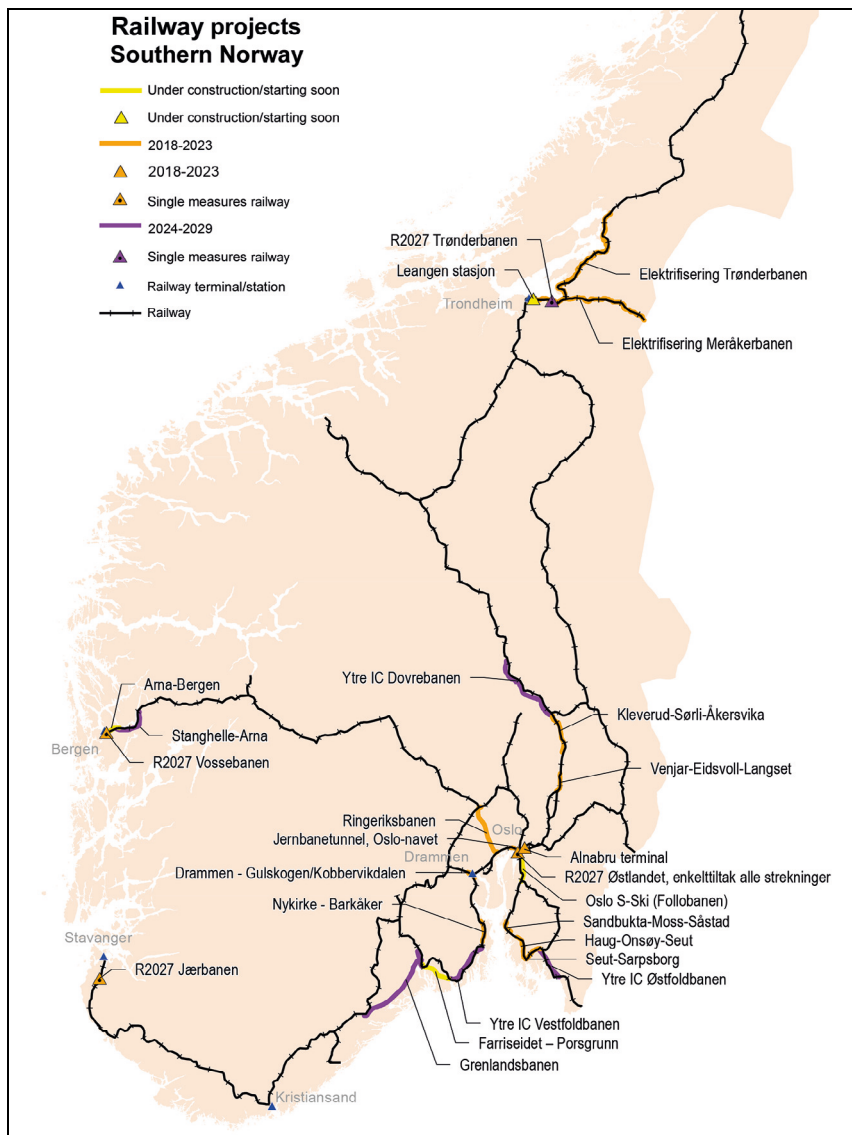 Railway projects
Southern Norway
Under construction/starting soon
Under construction/starting soon
2018-2023
2018-2023
Single measures railway
2024-2029
Single measures railway
Railway terminal/station
Railway
R2027 Trønderbanen
Leangen stasjon
Elektrifisering Trønderbanen
Trondheim
Elektrifisering Meråkerbanen
Ytre IC Dovrebanen
Arna-Bergen
Kleverud-Sørli-Åkersvika
Stanghelle-Arna
Bergen
R2027 Vossebanen
Venjar-Eidsvoll-Langset
Ringeriksbanen
Oslo
Jernbanetunnel, Oslo-navet
Drammen
Alnabru terminal
Drammen - Gulskogen/Kobbervikdalen
R2027 Østlandet, enkelttiltak alle strekninger
Nykirke - Barkåker
Oslo S-Ski (Follobanen)
Sandbukta-Moss-Såstad
Stavanger
Haug-Onsøy-Seut
Seut-Sarpsborg
R2027 Jærbanen
Ytre IC Østfoldbanen
Ytre IC Vestfoldbanen
Farriseidet – Porsgrunn
Grenlandsbanen
Kristiansand